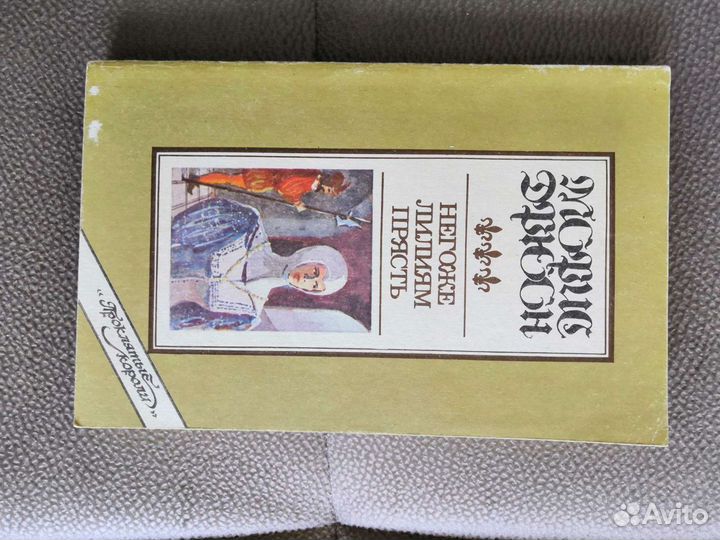 Морис
Дрюон
НЕГОЖЕ
ЛИЛИЯМ
ПРЯСТЬ
„Проклятые
короли”
Avito